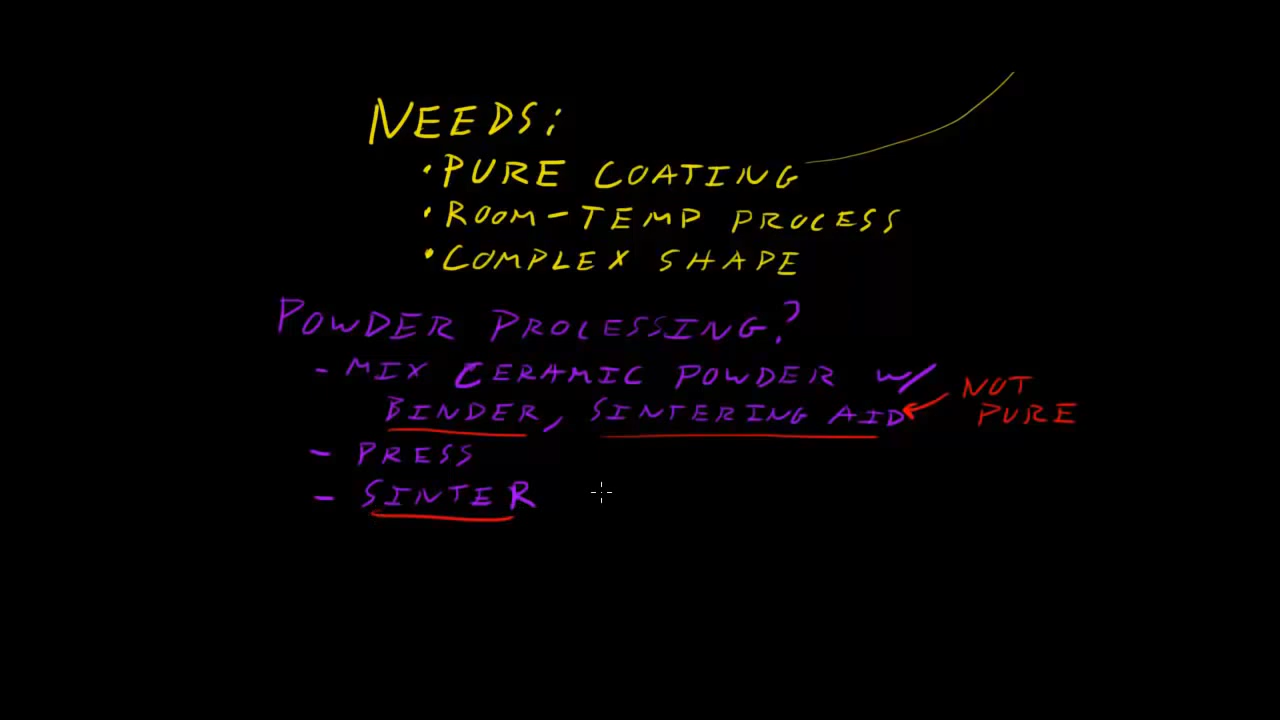 NEEDS:
• PURE COATING
• ROOM-TEMP PROCESS
• COMPLEX SHAPE
POWDER PROCESSING?
- MIX CERAMIC POWDER w/
BINDER, SINTERING AID
NOT
PURE
- PRESS
- SINTER